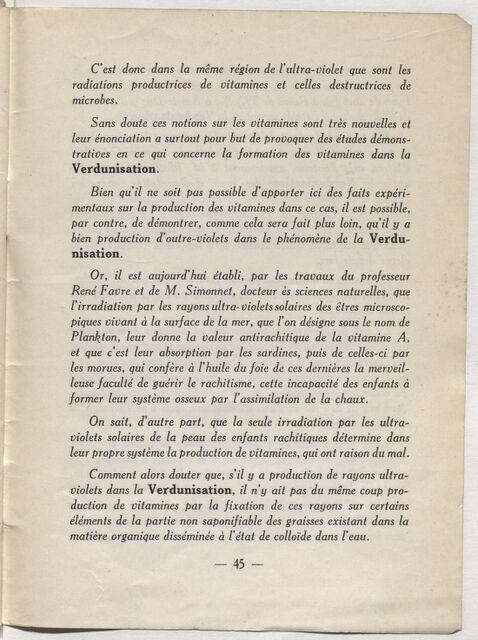 C'est donc dans la même région de l'ultra-violet que sont les
radiations productrices de vitamines et celles destructrices de
microbes.
Sans doute ces notions sur les vitamines sont très nouvelles et
leur énonciation a surtout pour but de provoquer des études démons-
tratives en ce qui concerne la formation des vitamines dans la
Verdunisation.
Bien qu'il ne soit pas possible d'apporter ici des faits expéri-
mentaux sur la production des vitamines dans ce cas, il est possible,
par contre, de démontrer, comme cela sera fait plus loin, qu'il y a
bien production d'outre-violets dans le phénomène de la Verdu-
nisation.
Or, il est aujourd'hui établi, par les travaux du professeur
René Favre et de M. Simonnet, docteur ès sciences naturelles, que
l'irradiation par les rayons ultra-violets solaires des êtres microsco-
piques vivant à la surface de la mer, que l'on désigne sous le nom de
Plankton, leur donne la valeur antirachitique de la vitamine A,
et que c'est leur absorption par les sardines, puis de celles-ci par
les morues, qui confère à l'huile du foie de ces dernières la merveil-
leuse faculté de guérir le rachitisme, cette incapacité des enfants à
former leur système osseux par l'assimilation de la chaux.
On sait, d'autre part, que la seule irradiation par les ultra-
violets solaires de la peau des enfants rachitiques détermine dans
leur propre système la production de vitamines, qui ont raison du mal.
Comment alors douter que, s'il y a production de rayons ultra-
violets dans la Verdunisation, il n'y ait pas du même coup pro-
duction de vitamines par la fixation de ces rayons sur certains
éléments de la partie non saponifiable des graisses existant dans la
matière organique disséminée à l'état de colloïde dans l'eau.
— 45 —